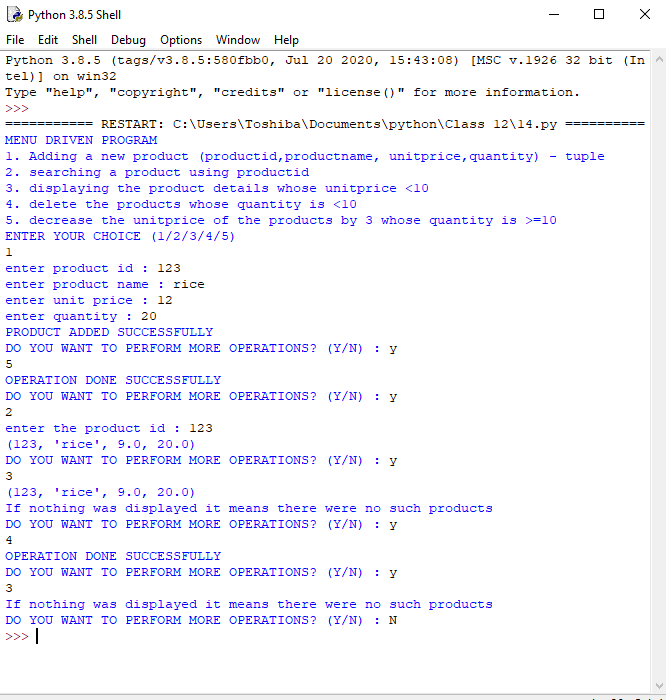 Python 3.8.5 Shell
File Edit Shell Debug Options Window Help
Python 3.8.5 (tags/v3.8.5:580fbb0, Jul 20 2020, 15:43:08) [MSC v.1926 32 bit (In
tel)] on win32
Type "help", "copyright", "credits" or "license()" for more information.
>>>
=========== RESTART: C:\Users\Toshiba\Documents\python\Class 12\14.py ==========
MENU DRIVEN PROGRAM
1. Adding a new product (productid,productname, unitprice,quantity) - tuple
2. searching a product using productid
3. displaying the product details whose unitprice <10
4. delete the products whose quantity is <10
5. decrease the unitprice of the products by 3 whose quantity is >=10
ENTER YOUR CHOICE (1/2/3/4/5)
1
enter product id : 123
enter product name : rice
enter unit price : 12
enter quantity : 20
PRODUCT ADDED SUCCESSFULLY
DO YOU WANT TO PERFORM MORE OPERATIONS? (Y/N) : y
5
OPERATION DONE SUCCESSFULLY
DO YOU WANT TO PERFORM MORE OPERATIONS? (Y/N) : y
2
enter the product id : 123
(123, 'rice', 9.0, 20.0)
DO YOU WANT TO PERFORM MORE OPERATIONS? (Y/N) : y
3
(123, 'rice', 9.0, 20.0)
If nothing was displayed it means there were no such products
DO YOU WANT TO PERFORM MORE OPERATIONS? (Y/N) : y
4
OPERATION DONE SUCCESSFULLY
DO YOU WANT TO PERFORM MORE OPERATIONS? (Y/N) : y
3
If nothing was displayed it means there were no such products
DO YOU WANT TO PERFORM MORE OPERATIONS? (Y/N) : N
>>>